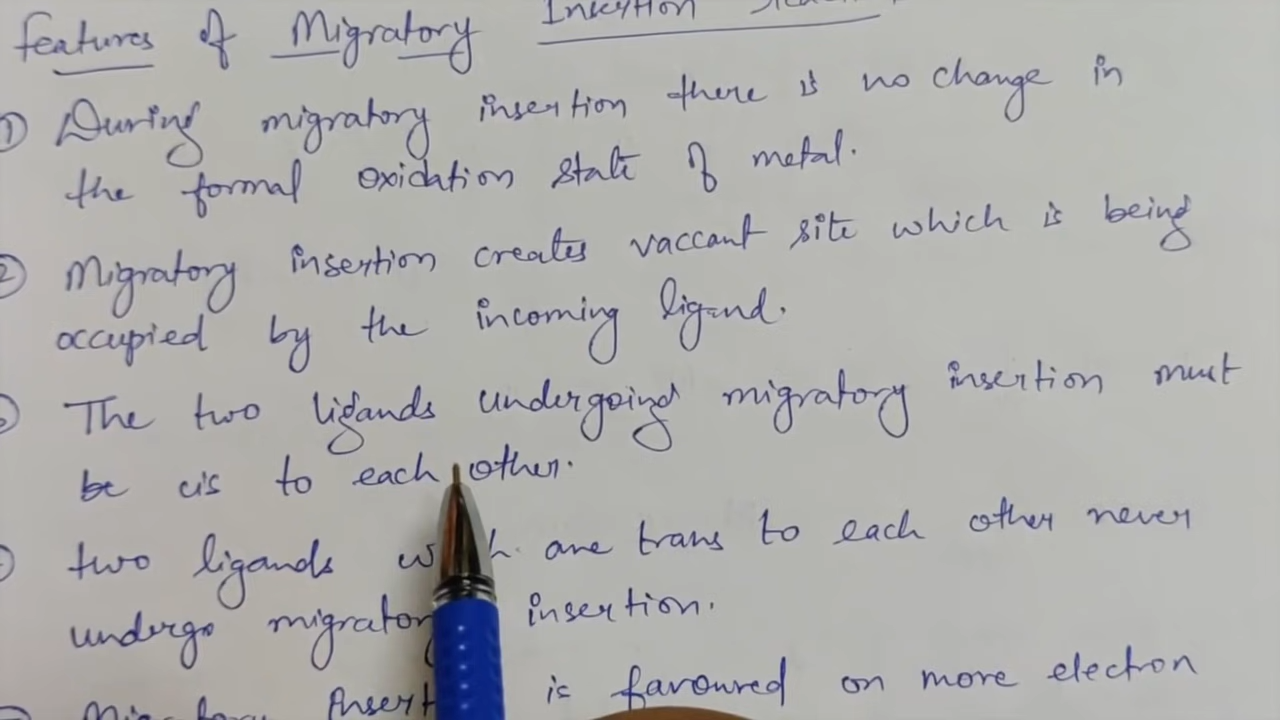 Features of Migratory Insertion
① During migratory insertion there is no change in
the formal oxidation state of metal.
② Migratory insertion creates vaccant site which is being
occupied by the incoming ligand.
The two ligands undergoing migratory insertion must
be cis to each other.
two ligands which are trans to each other never
undergo migratory insertion.
is favoured on more electron